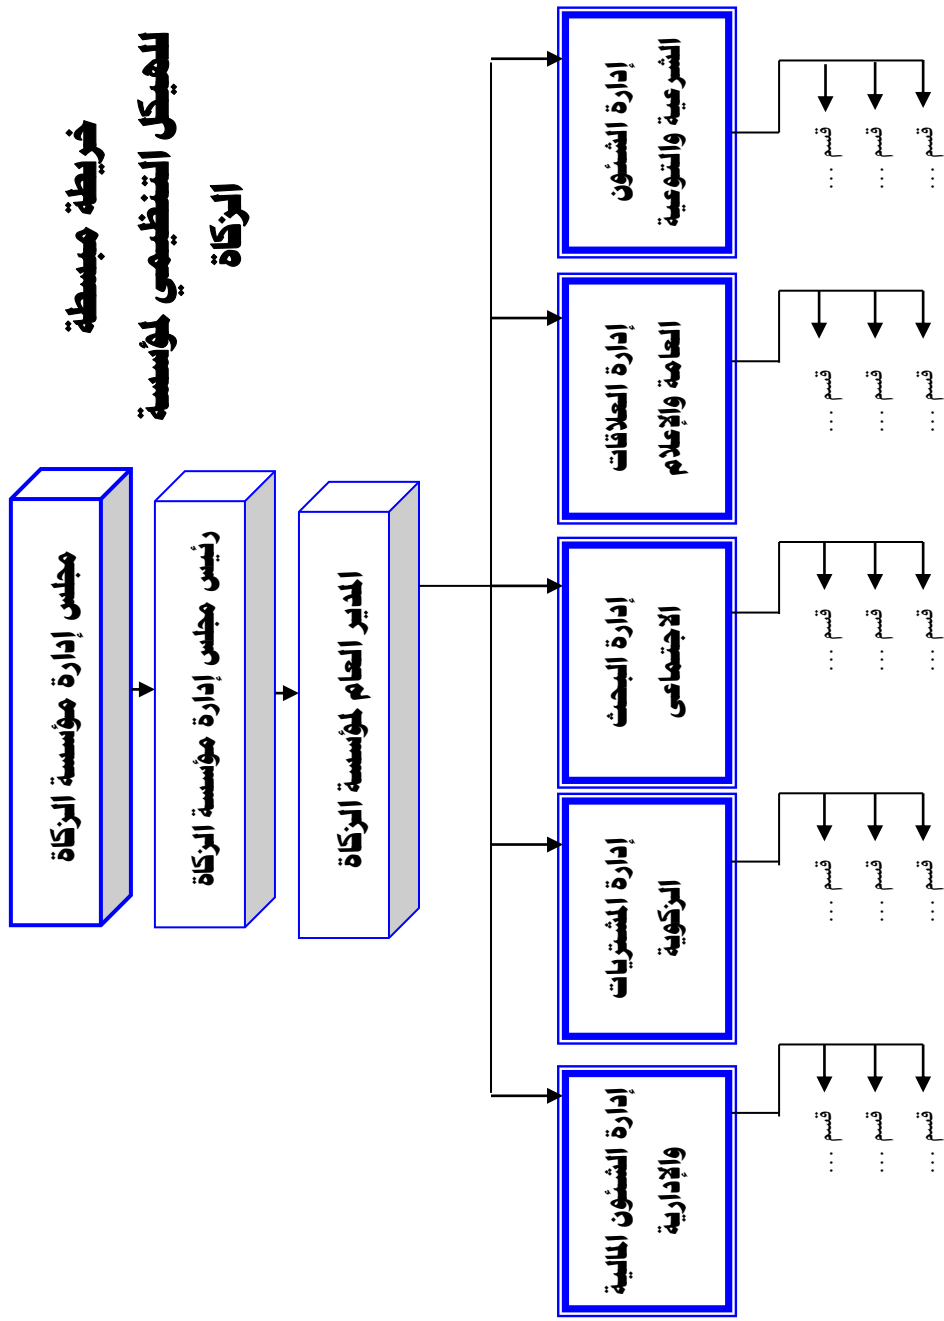 خريطة مبسطة
للهيكل التنظيمي لمؤسسة
الزكاة
مجلس إدارة مؤسسة الزكاة
رئيس مجلس إدارة مؤسسة الزكاة
المدير العام لمؤسسة الزكاة
إدارة الشئون
الشرعية والنوعية
قسم ...
قسم ...
قسم ...
إدارة العلاقات
العامة والإعلام
قسم ...
قسم ...
قسم ...
إدارة البحث
الاجتماعى
قسم ...
قسم ...
قسم ...
إدارة المشتريات
الزكوية
قسم ...
قسم ...
قسم ...
إدارة الشئون المالية
والإدارية
قسم ...
قسم ...
قسم ...